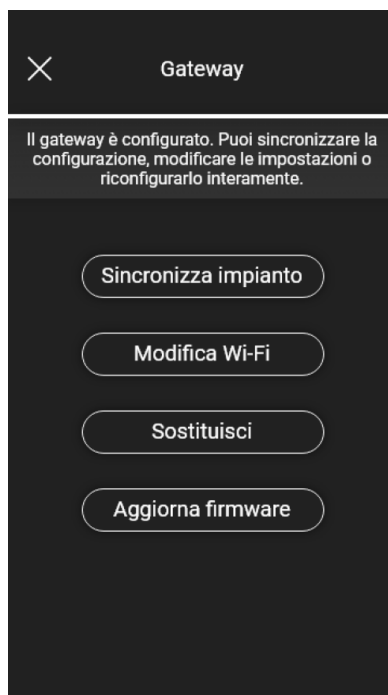 Gateway
Il gateway è configurato. Puoi sincronizzare la
configurazione, modificare le impostazioni o
riconfigurarlo interamente.
Sincronizza impianto
Modifica Wi-Fi
Sostituisci
Aggiorna firmware